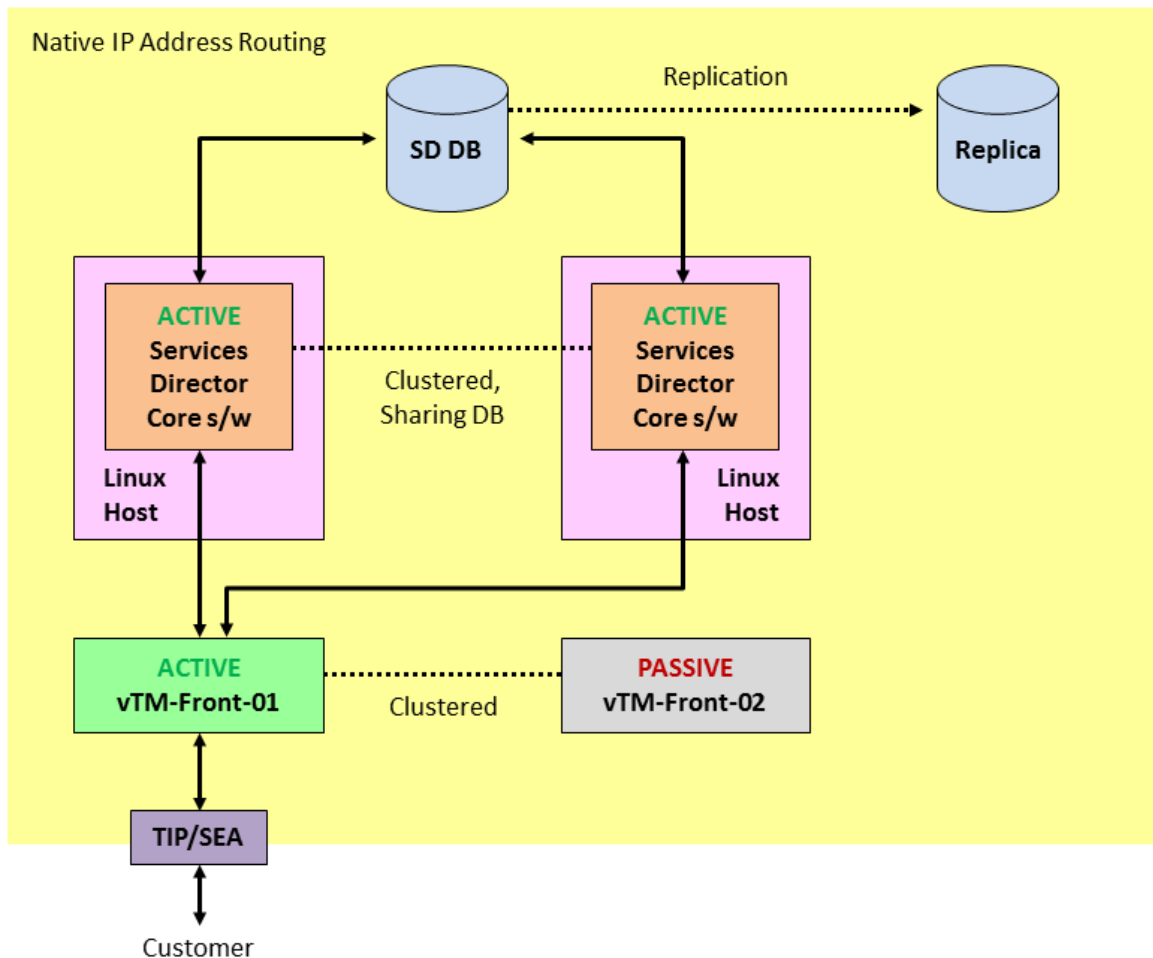 Native IP Address Routing
Replication
SD DB
Replica
ACTIVE
Services
Director
Core s/w
Linux
Host
Clustered,
Sharing DB
ACTIVE
Services
Director
Core s/w
Linux
Host
ACTIVE
vTM-Front-01
Clustered
PASSIVE
vTM-Front-02
TIP/SEA
Customer